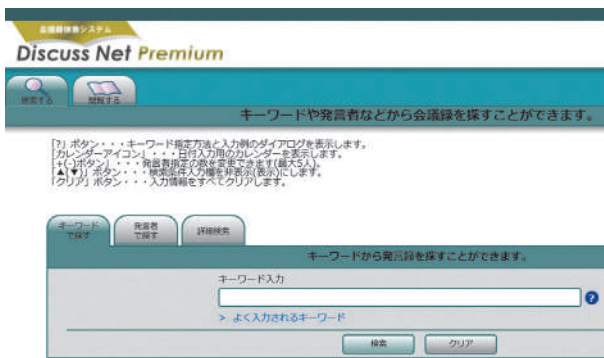 会議録検索システム
Discuss Net Premium
検索する
閲覧する
キーワードや発言者などから会議録を探すことができます。
「?」ボタン・・・キーワード指定方法と入力例のダイアログを表示します。
「カレンダーアイコン」・・・日付入力用のカレンダーを表示します。
「+(-)ボタン」・・・発言者指定の数を変更できます(最大5人)。
「▲(▼)」ボタン・・・検索条件入力欄を非表示(表示)にします。
「クリア」ボタン・・・入力情報をすべてクリアします。
キーワードで探す
発言者で探す
詳細検索
キーワードから発言録を探すことができます。
キーワード入力
?
> よく入力されるキーワード
検索
クリア